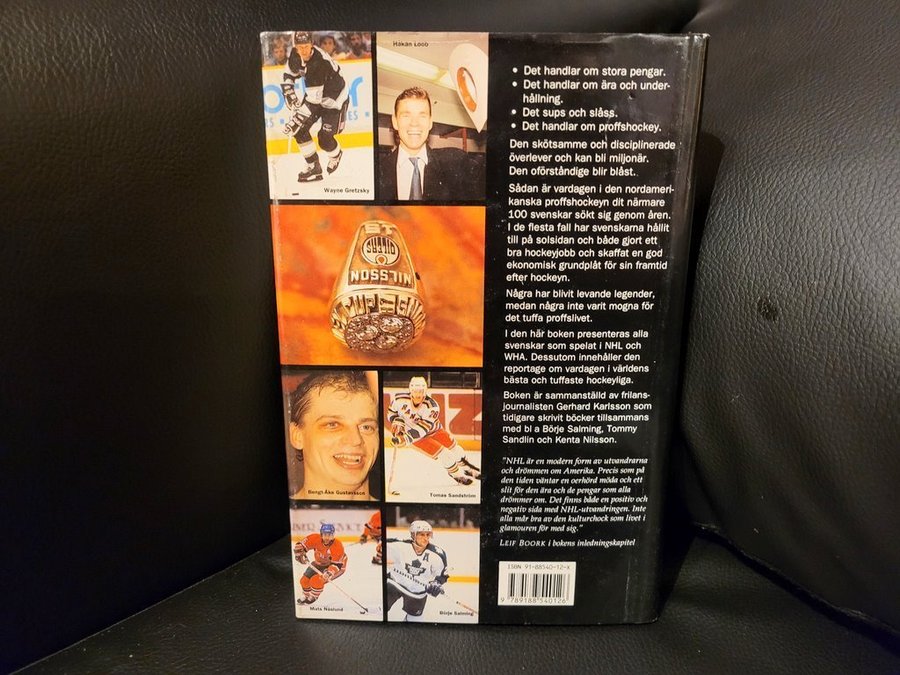 Håkan Loob
Wayne Gretzsky
NILSSON
Bengt-Åke Gustavsson
Tomas Sandström
Mats Näslund
Börje Salming
• Det handlar om stora pengar.
• Det handlar om ära och under-
hållning.
• Det sups och slåss.
• Det handlar om proffshockey.
Den skötsamme och disciplinerade
överlever och kan bli miljonär.
Den oförståndige blir blåst.
Sådan är vardagen i den nordameri-
kanska proffshockeyn dit närmare
100 svenskar sökt sig genom åren.
I de flesta fall har svenskarna hållit
till på solsidan och både gjort ett
bra hockeyjobb och skaffat en god
ekonomisk grundplåt för sin framtid
efter hockeyn.
Några har blivit levande legender,
medan några inte varit mogna för
det tuffa proffslivet.
I den här boken presenteras alla
svenskar som spelat i NHL och
WHA. Dessutom innehåller den
reportage om vardagen i världens
bästa och tuffaste hockeyliga.
Boken är sammanställd av frilans-
journalisten Gerhard Karlsson som
tidigare skrivit böcker tillsammans
med bl a Börje Salming, Tommy
Sandlin och Kenta Nilsson.
"NHL är en modern form av utvandrarna
och drömmen om Amerika. Precis som på
den tiden väntar en oerhörd möda och ett
slit för den ära och de pengar som alla
drömmer om. Det finns både en positiv och
negativ sida med NHL-utvandringen. Inte
alla mår bra av den kulturchock som livet i
glamouren för med sig."
LEIF BOORK i bokens inledningskapitel
ISBN 91-88540-12-X
9 789188 540126